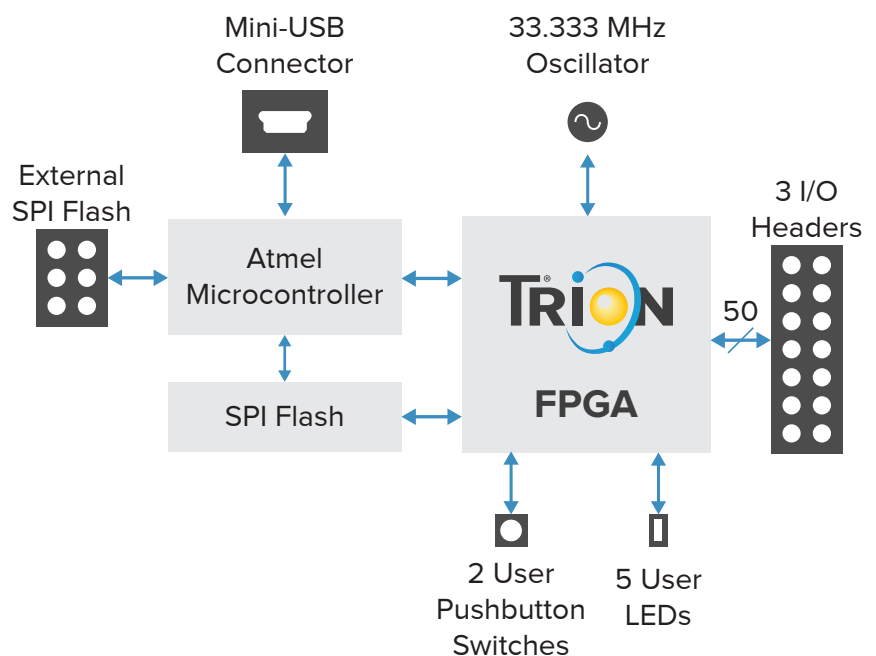 Mini-USB
Connector
33.333 MHz
Oscillator
External
SPI Flash
3 I/O
Headers
Atmel
Microcontroller
TRION®
50
SPI Flash
FPGA
2 User
Pushbutton
Switches
5 User
LEDs